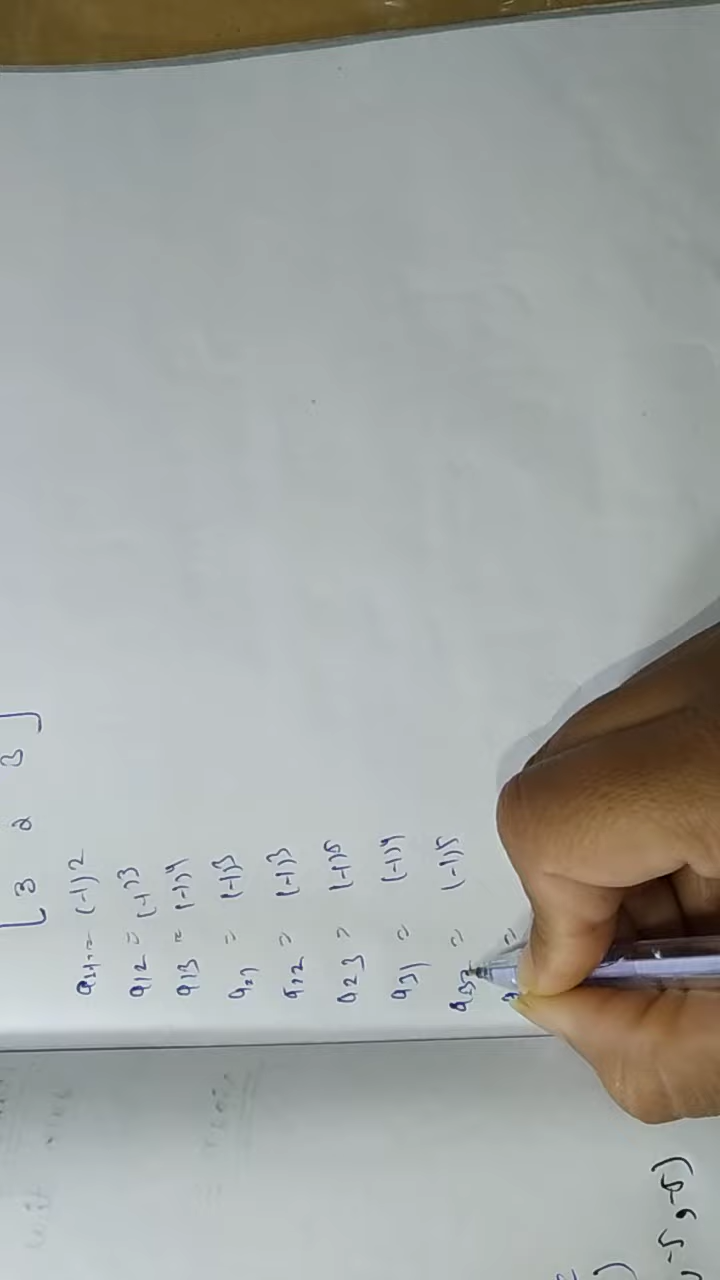 [ 3 2 3 ]
a11 = (-1)2
a12 = (-1)3
a13 = (-1)4
a21 = (-1)3
a22 = (-1)3
a23 = (-1)5
a31 = (-1)4
a32 = (-1)5
=